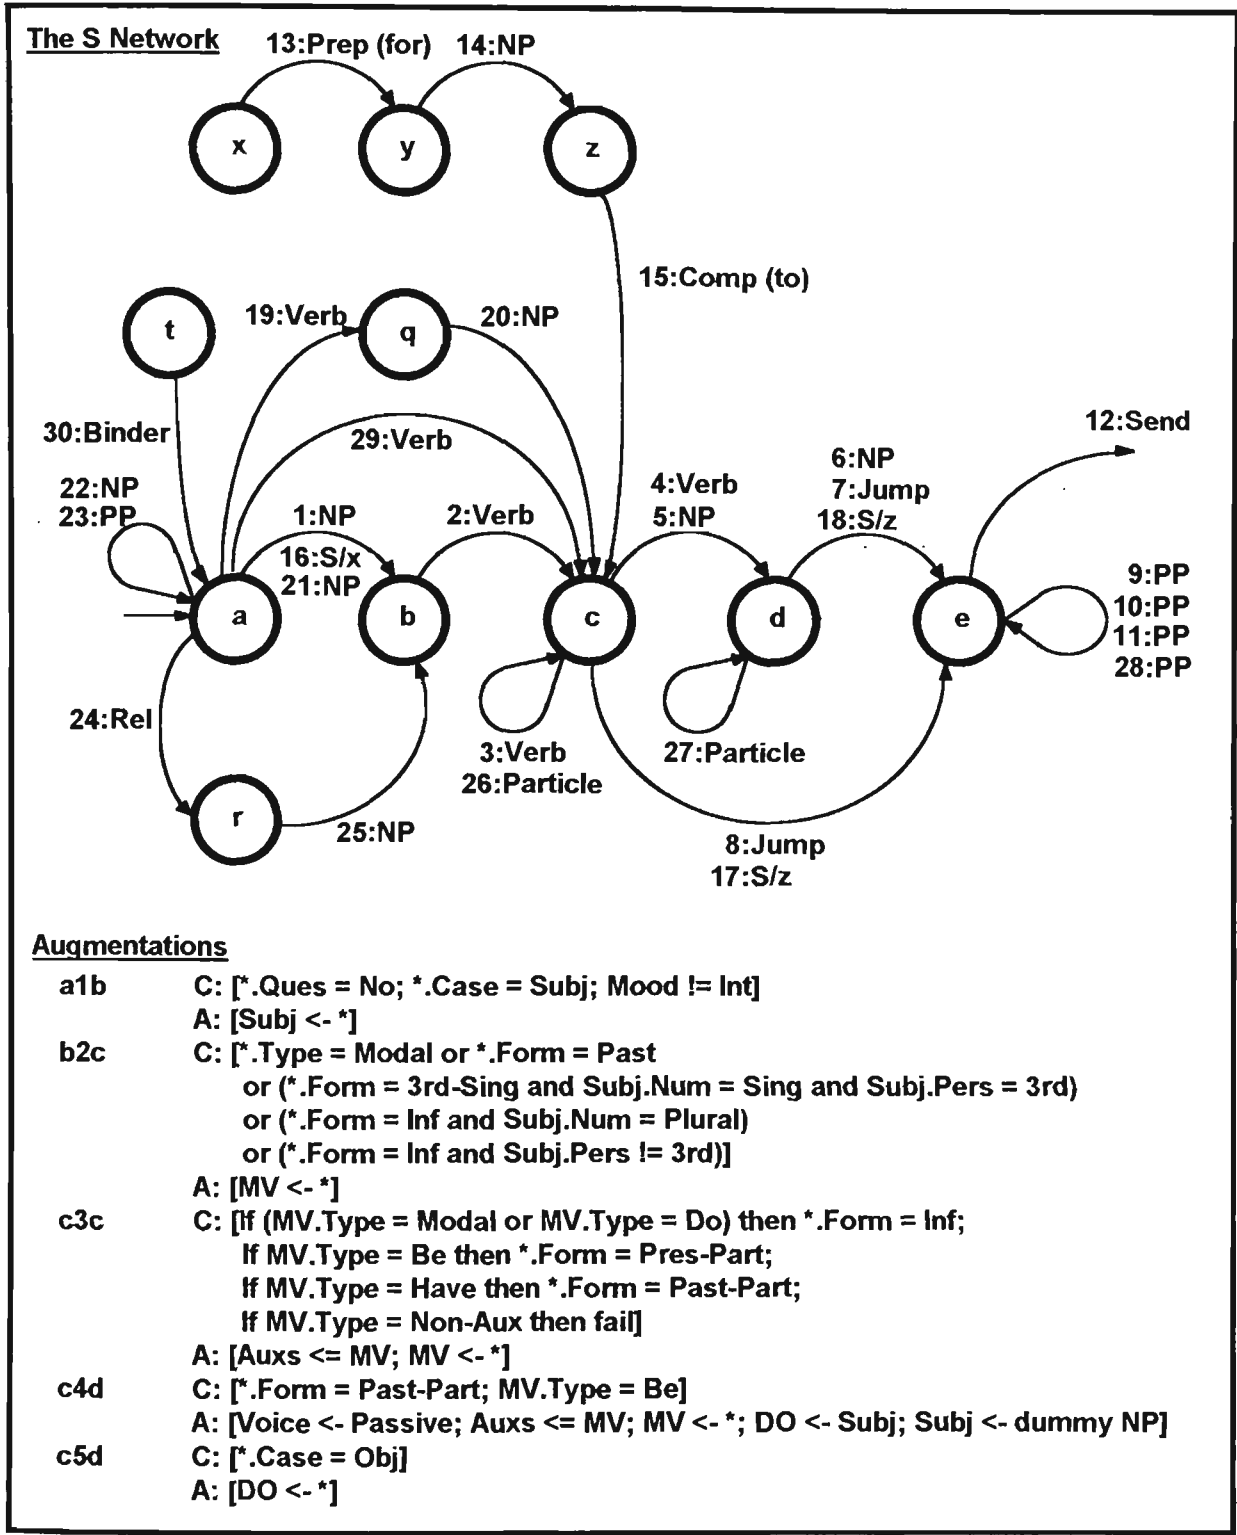 The S Network
13:Prep (for)
14:NP
x
y
z
15:Comp (to)
t
19:Verb
q
20:NP
30:Binder
29:Verb
12:Send
22:NP
23:PP
1:NP
16:S/x
21:NP
2:Verb
4:Verb
5:NP
6:NP
7:Jump
18:S/z
a
b
c
d
e
9:PP
10:PP
11:PP
28:PP
24:Rel
3:Verb
26:Particle
27:Particle
r
25:NP
8:Jump
17:S/z
Augmentations
a1b C: [*.Ques = No; *.Case = Subj; Mood != Int]
A: [Subj <- *]
b2c C: [*.Type = Modal or *.Form = Past
or (*.Form = 3rd-Sing and Subj.Num = Sing and Subj.Pers = 3rd)
or (*.Form = Inf and Subj.Num = Plural)
or (*.Form = Inf and Subj.Pers != 3rd)]
A: [MV <- *]
c3c C: [If (MV.Type = Modal or MV.Type = Do) then *.Form = Inf;
If MV.Type = Be then *.Form = Pres-Part;
If MV.Type = Have then *.Form = Past-Part;
If MV.Type = Non-Aux then fail]
A: [Auxs <= MV; MV <- *]
c4d C: [*.Form = Past-Part; MV.Type = Be]
A: [Voice <- Passive; Auxs <= MV; MV <- *; DO <- Subj; Subj <- dummy NP]
c5d C: [*.Case = Obj]
A: [DO <- *]